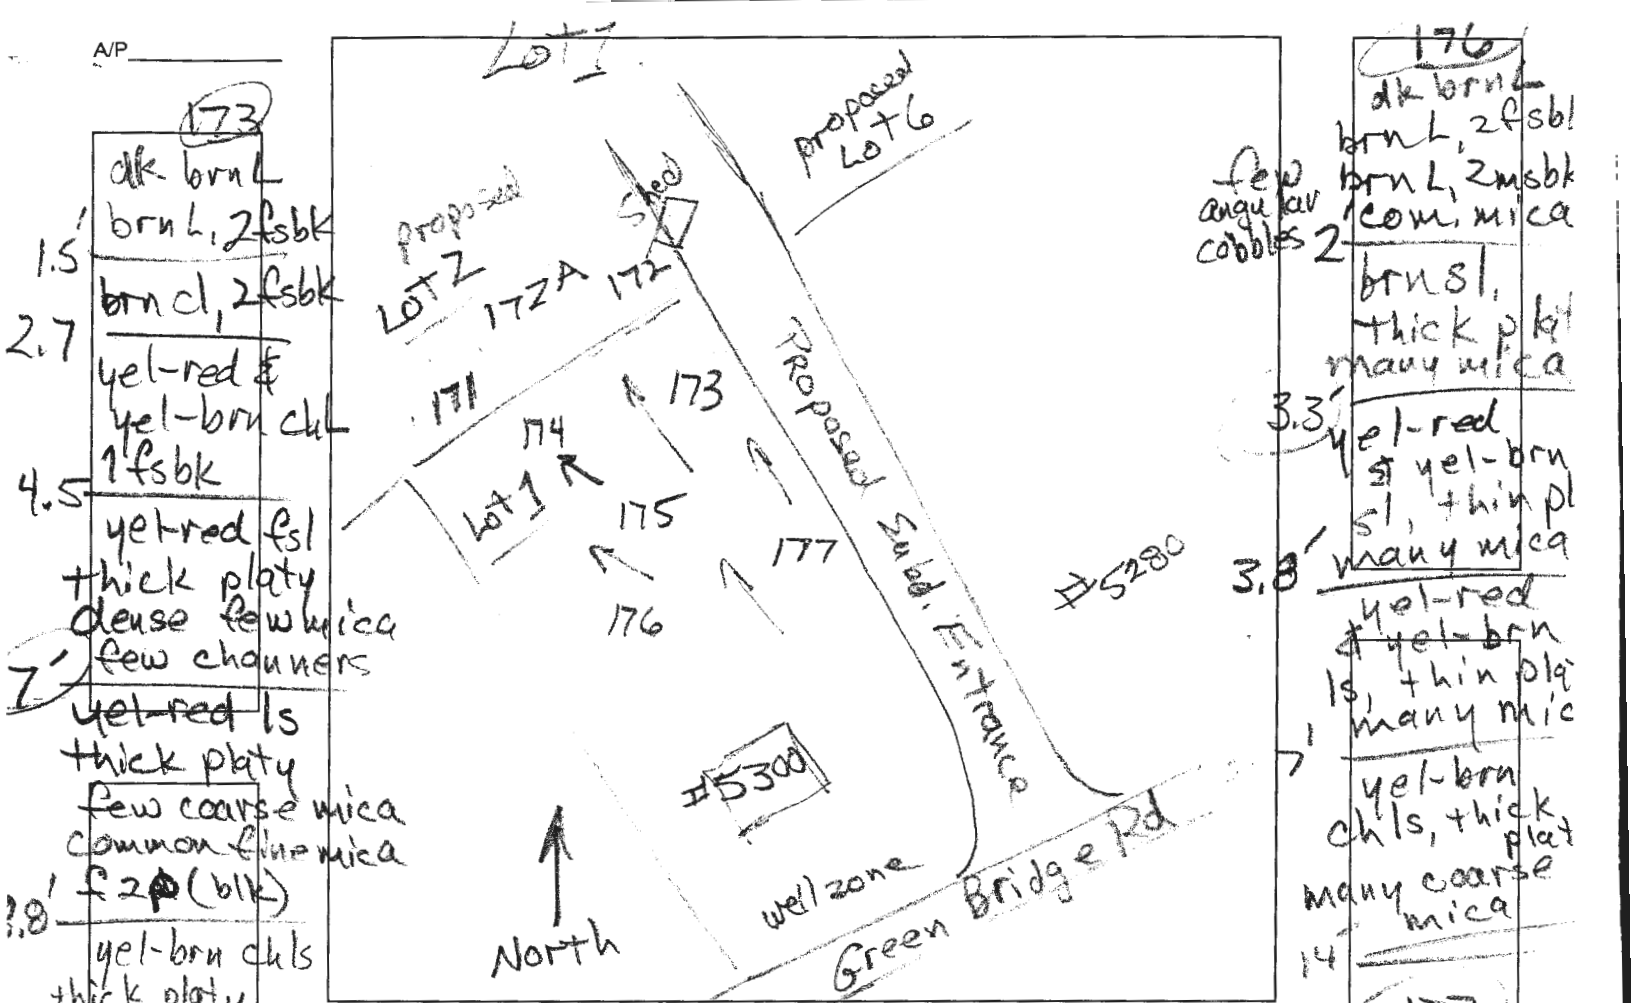 A/P
173
dk brn L
brn L, 2fsbk
1.5'
brn cl, 2fsbk
2.7
yel-red &
yel-brn chL
1fsbk
4.5
yel-red fsl
thick platy
dense few mica
few channers
7'
yel-red ls
thick platy
few coarse mica
common fine mica
f2p (blk)
yel-brn chls
thick platy
Lot 7
proposed
Lot 6
proposed
Lot 2
Shed
172A
172
171
173
174
Lot 1
175
177
176
Proposed Subd. Entrance
#5280
#5300
well zone
Green Bridge Rd
North
176
dk brn L
brn L, 2fsbl
brn L, 2msbk
com. mica
few
angular
cobbles
2'
brn sl,
thick
many mica
3.3'
yel-red
& yel-brn
sl, thin pl
many mica
3.8'
yel-red
& yel-brn
ls, thin pla
many mic
7'
yel-brn
chls, thick
plat
many coarse
mica
14'